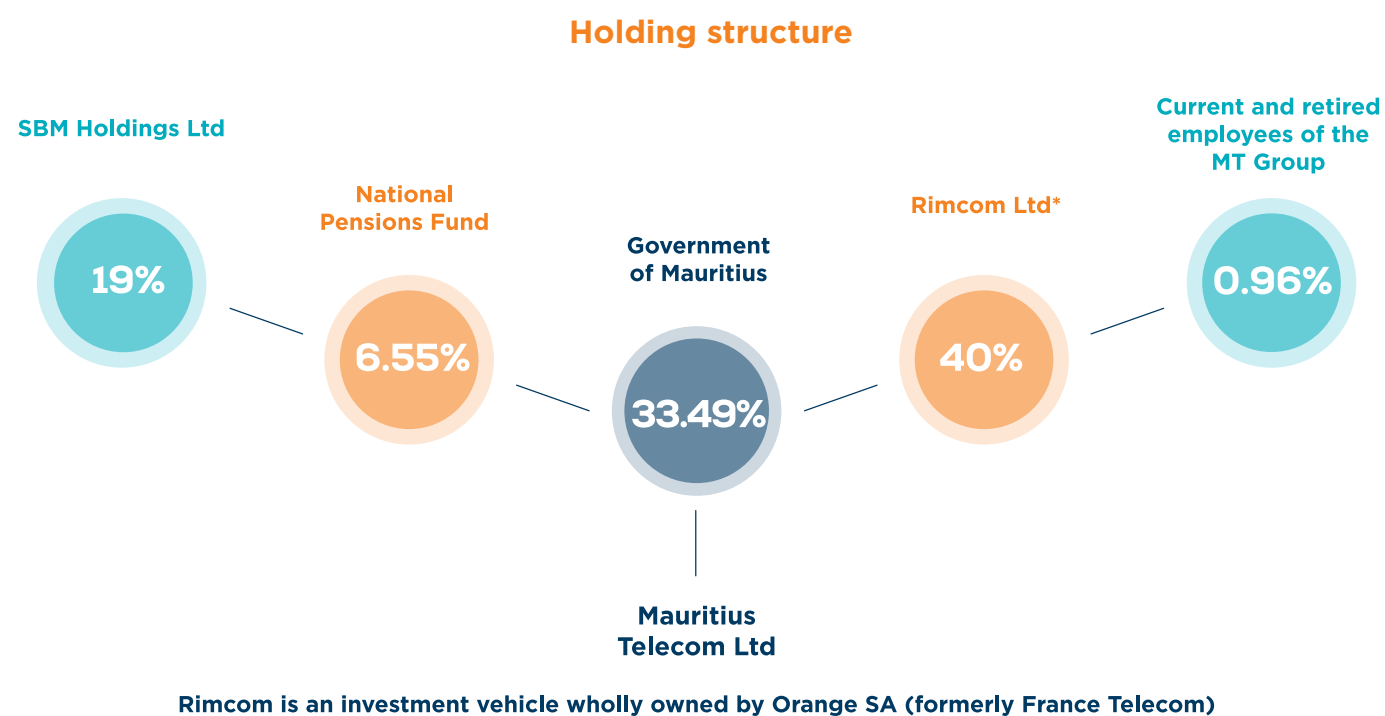 Holding structure
SBM Holdings Ltd
19%
National
Pensions Fund
6.55%
Government
of Mauritius
33.49%
Rimcom Ltd*
40%
Current and retired
employees of the
MT Group
0.96%
Mauritius
Telecom Ltd
Rimcom is an investment vehicle wholly owned by Orange SA (formerly France Telecom)